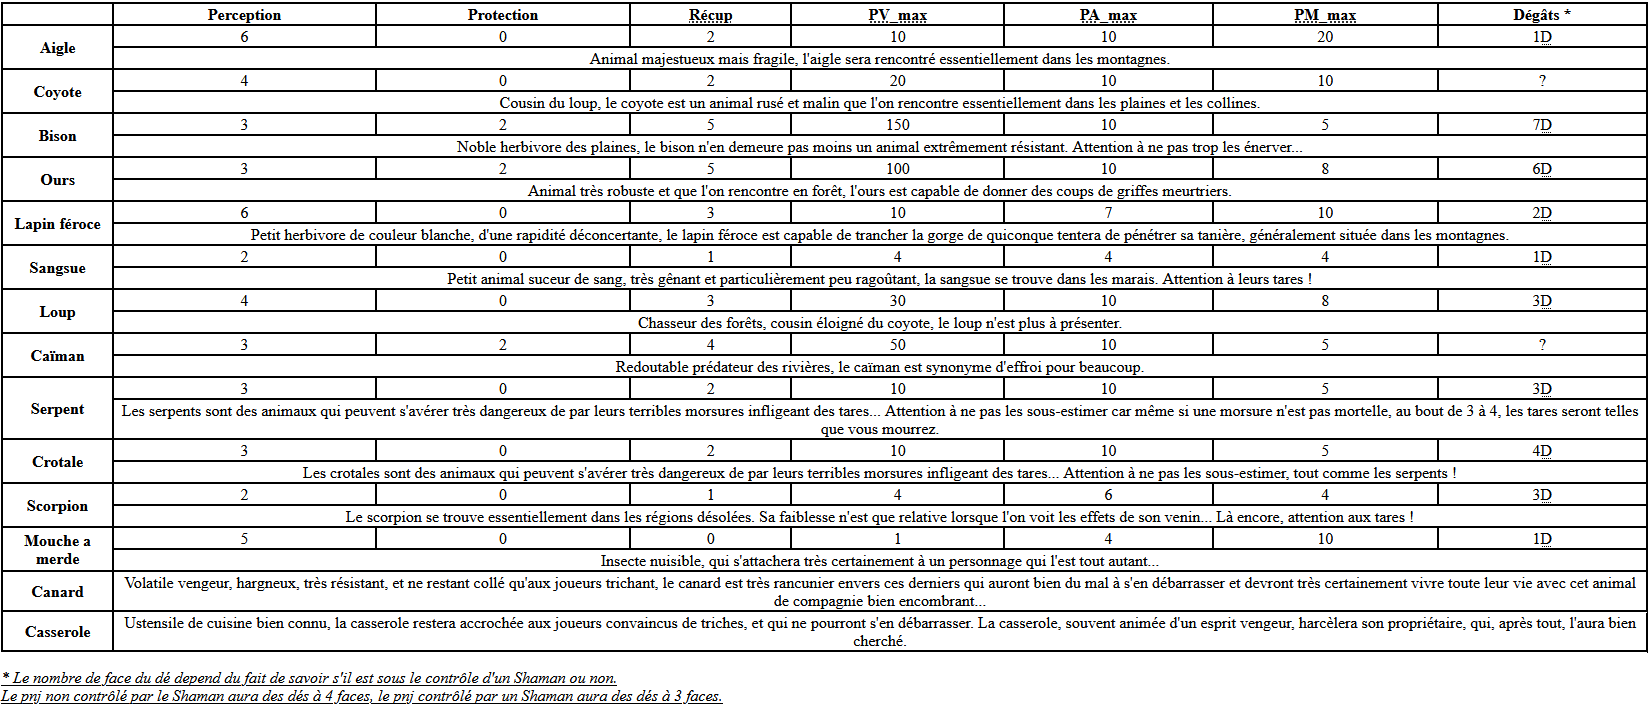 Perception Protection Récup PV_max PA_max PM_max Dégâts *
Aigle 6 0 2 10 10 20 1D
Animal majestueux mais fragile, l'aigle sera rencontré essentiellement dans les montagnes.
Coyote 4 0 2 20 10 10 ?
Cousin du loup, le coyote est un animal rusé et malin que l'on rencontre essentiellement dans les plaines et les collines.
Bison 3 2 5 150 10 5 7D
Noble herbivore des plaines, le bison n'en demeure pas moins un animal extrêmement résistant. Attention à ne pas trop les énerver...
Ours 3 2 5 100 10 8 6D
Animal très robuste et que l'on rencontre en forêt, l'ours est capable de donner des coups de griffes meurtriers.
Lapin féroce 6 0 3 10 7 10 2D
Petit herbivore de couleur blanche, d'une rapidité déconcertante, le lapin féroce est capable de trancher la gorge de quiconque tentera de pénétrer sa tanière, généralement située dans les montagnes.
Sangsue 2 0 1 4 4 4 1D
Petit animal suceur de sang, très gênant et particulièrement peu ragoûtant, la sangsue se trouve dans les marais. Attention à leurs tares !
Loup 4 0 3 30 10 8 3D
Chasseur des forêts, cousin éloigné du coyote, le loup n'est plus à présenter.
Caïman 3 2 4 50 10 5 ?
Redoutable prédateur des rivières, le caïman est synonyme d'effroi pour beaucoup.
Serpent 3 0 2 10 10 5 3D
Les serpents sont des animaux qui peuvent s'avérer très dangereux de par leurs terribles morsures infligeant des tares... Attention à ne pas les sous-estimer car même si une morsure n'est pas mortelle, au bout de 3 à 4, les tares seront telles
que vous mourrez.
Crotale 3 0 2 10 10 5 4D
Les crotales sont des animaux qui peuvent s'avérer très dangereux de par leurs terribles morsures infligeant des tares... Attention à ne pas les sous-estimer, tout comme les serpents !
Scorpion 2 0 1 4 6 4 3D
Le scorpion se trouve essentiellement dans les régions désolées. Sa faiblesse n'est que relative lorsque l'on voit les effets de son venin... Là encore, attention aux tares !
Mouche a
merde 5 0 0 1 4 10 1D
Insecte nuisible, qui s'attachera très certainement à un personnage qui l'est tout autant...
Canard Volatile vengeur, hargneux, très résistant, et ne restant collé qu'aux joueurs trichant, le canard est très rancunier envers ces derniers qui auront bien du mal à s'en débarrasser et devront très certainement vivre toute leur vie avec cet animal
de compagnie bien encombrant...
Casserole Ustensile de cuisine bien connu, la casserole restera accrochée aux joueurs convaincus de triches, et qui ne pourront s'en débarrasser. La casserole, souvent animée d'un esprit vengeur, harcèlera son propriétaire, qui, après tout, l'aura bien
cherché.
* Le nombre de face du dé depend du fait de savoir s'il est sous le contrôle d'un Shaman ou non.
Le pnj non contrôlé par le Shaman aura des dés à 4 faces, le pnj contrôlé par un Shaman aura des dés à 3 faces.